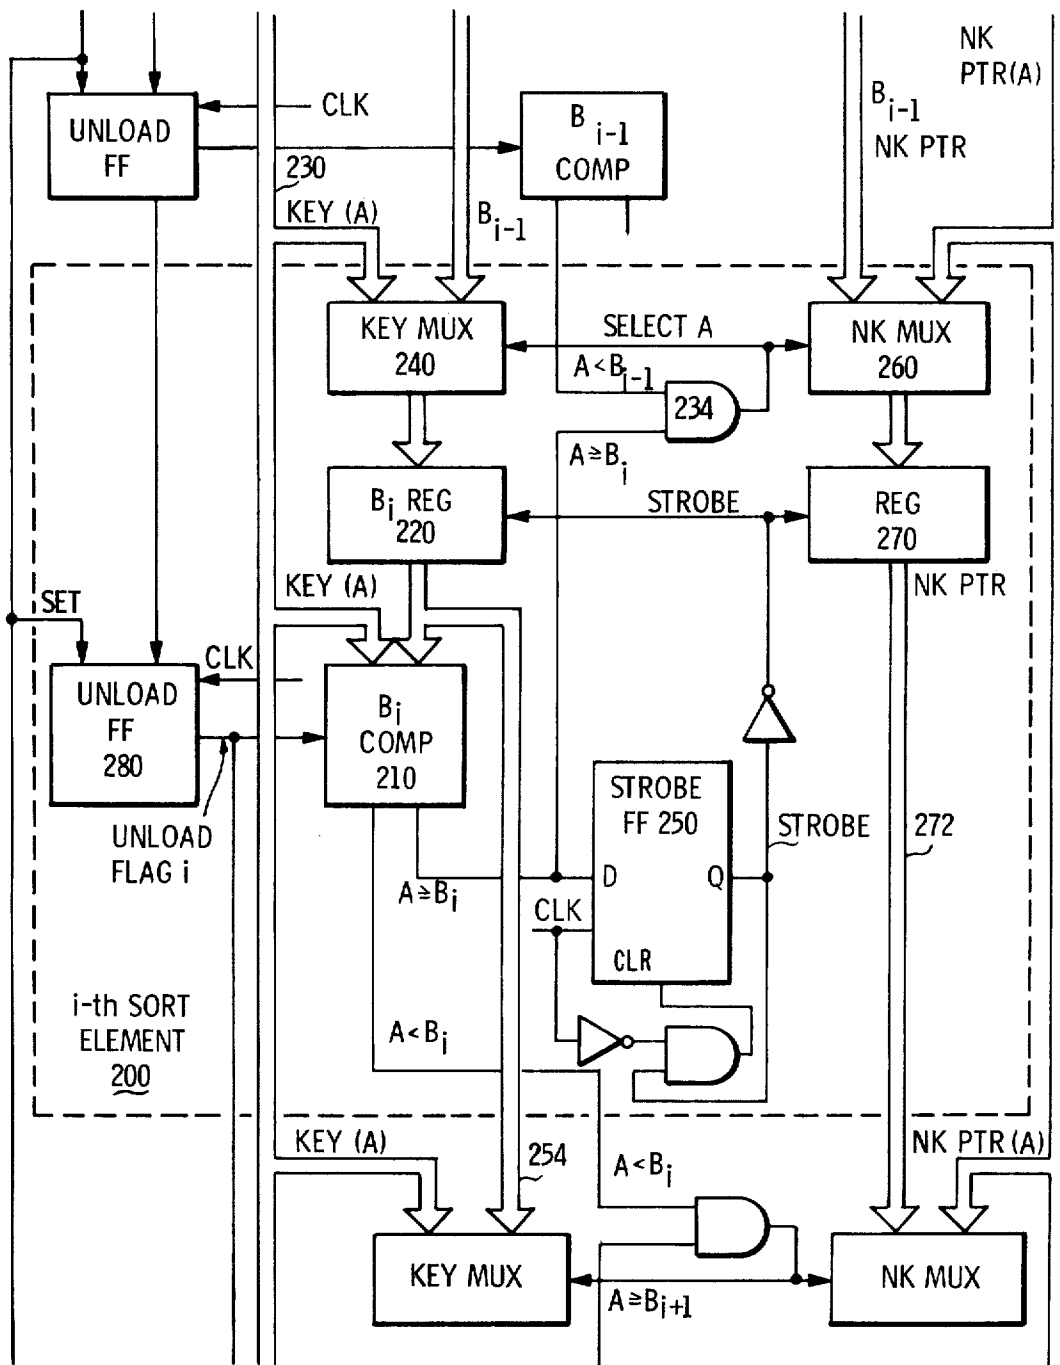 NK
PTR(A)
UNLOAD
FF
CLK
B i-1
COMP
B i-1
NK PTR
230
KEY (A)
B i-1
KEY MUX
240
SELECT A
A<B i-1
234
NK MUX
260
A≥B i
B i REG
220
STROBE
REG
270
KEY (A)
NK PTR
SET
CLK
UNLOAD
FF
280
B i
COMP
210
UNLOAD
FLAG i
STROBE
FF 250
STROBE
272
D
Q
A≥B i
CLK
CLR
i-th SORT
ELEMENT
200
A<B i
KEY (A)
254
A<B i
NK PTR(A)
KEY MUX
A≥B i+1
NK MUX